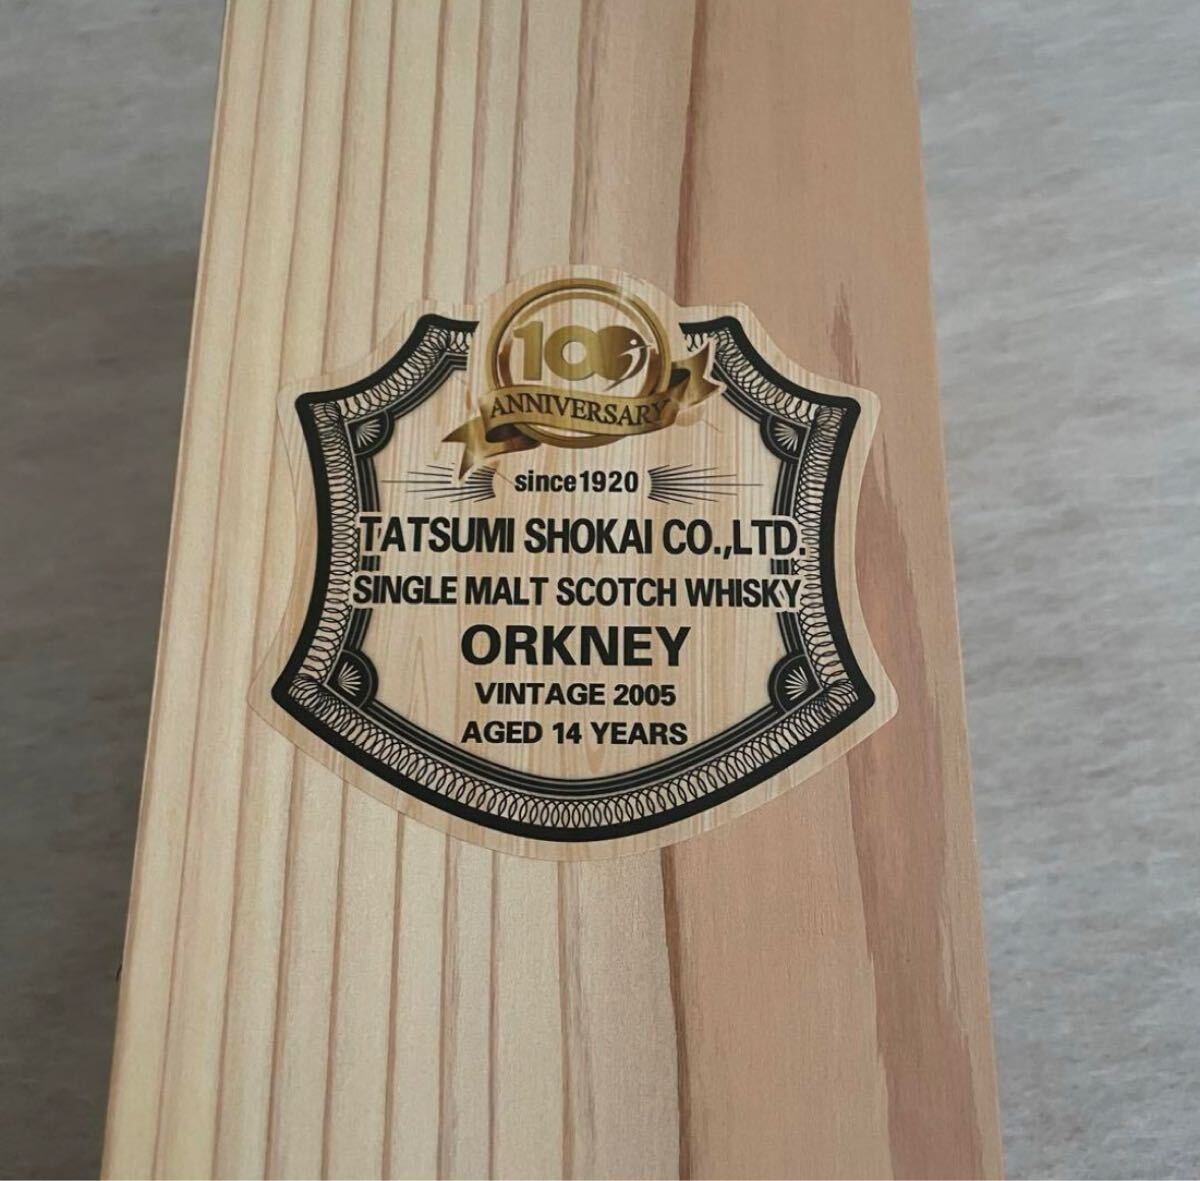 100
ANNIVERSARY
since1920
TATSUMI SHOKAI CO.,LTD.
SINGLE MALT SCOTCH WHISKY
ORKNEY
VINTAGE 2005
AGED 14 YEARS